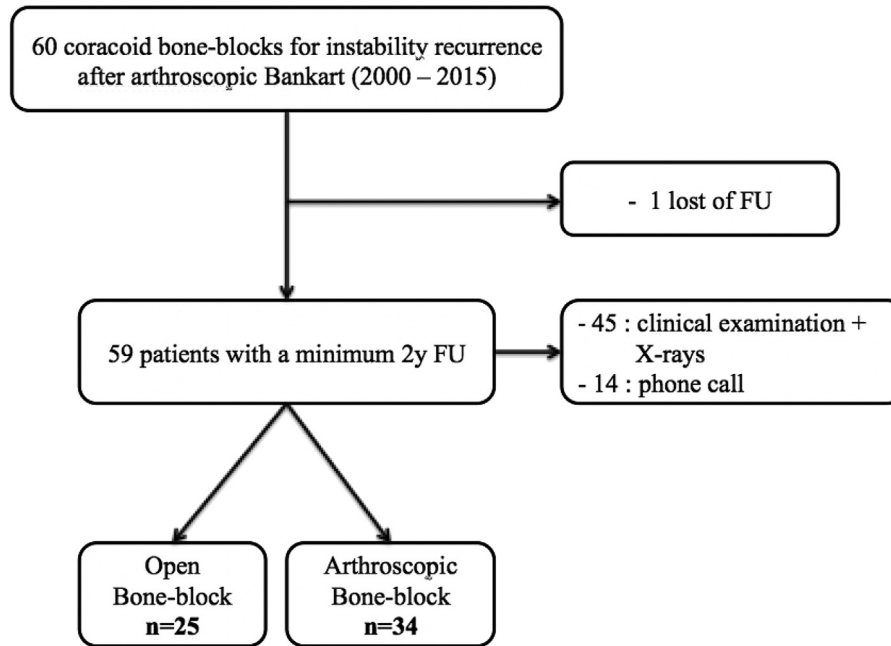 60 coracoid bone-blocks for instability recurrence
after arthroscopic Bankart (2000 – 2015)
- 1 lost of FU
59 patients with a minimum 2y FU
- 45 : clinical examination +
X-rays
- 14 : phone call
Open
Bone-block
n=25
Arthroscopic
Bone-block
n=34